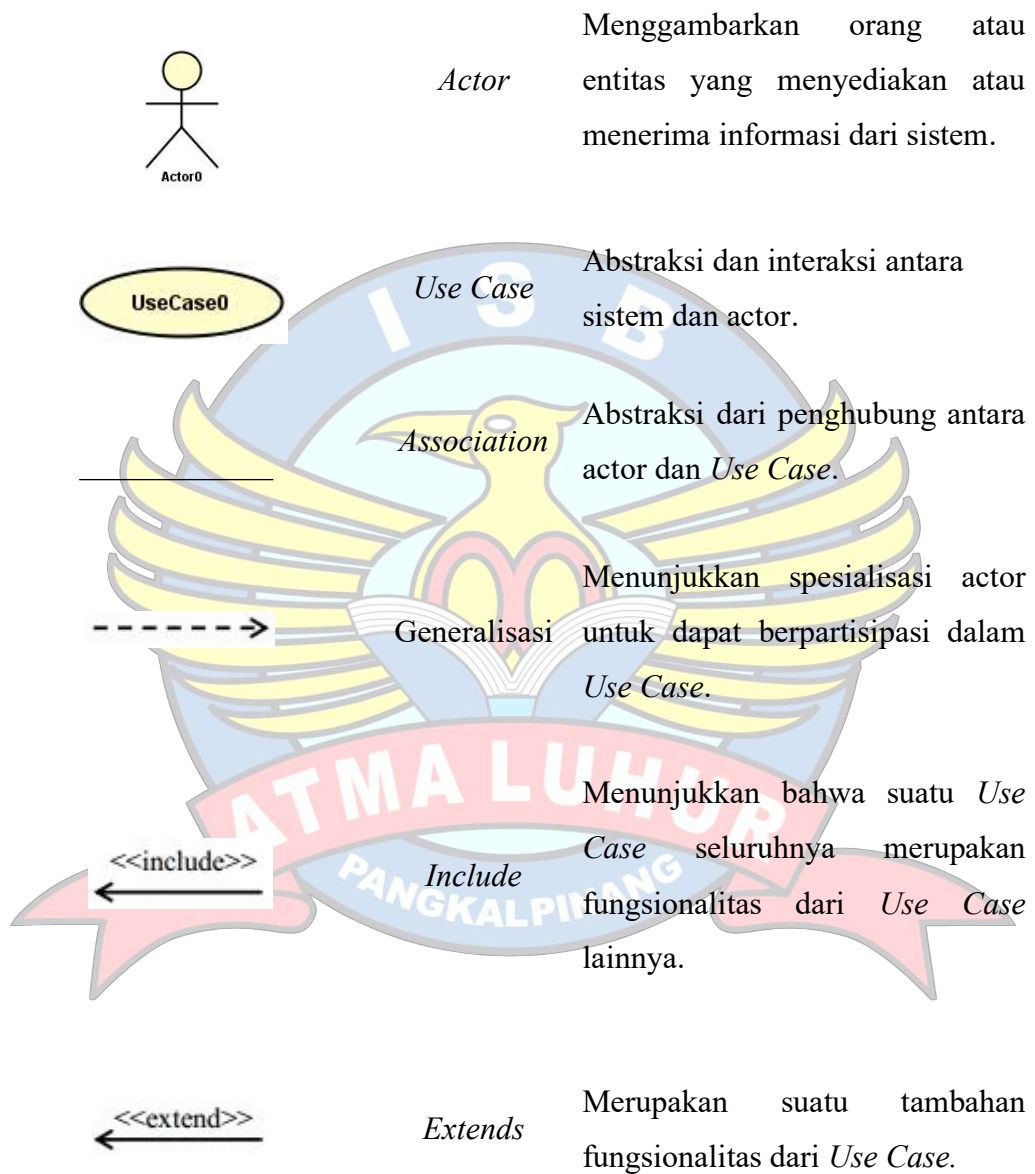 Menggambarkan orang atau
Actor
entitas yang menyediakan atau
menerima informasi dari sistem.
Actor0
I S B
UseCase0
Use Case
Abstraksi dan interaksi antara
sistem dan actor.
Association
Abstraksi dari penghubung antara
actor dan Use Case.
Menunjukkan spesialisasi actor
Generalisasi
untuk dapat berpartisipasi dalam
Use Case.
ATMA LUHUR
PANGKALPINANG
<<include>>
Include
Menunjukkan bahwa suatu Use
Case seluruhnya merupakan
fungsionalitas dari Use Case
lainnya.
<<extend>>
Extends
Merupakan suatu tambahan
fungsionalitas dari Use Case.